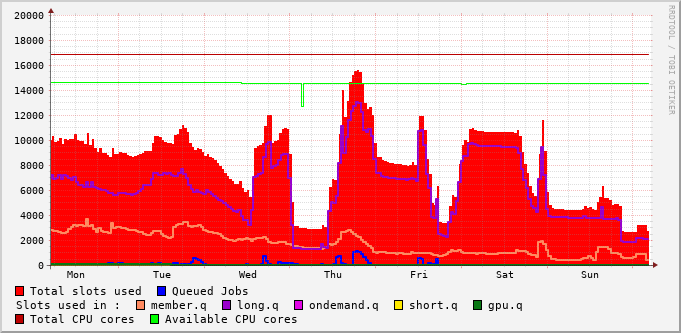 20000
18000
16000
14000
12000
10000
8000
6000
4000
2000
0
Mon Tue Wed Thu Fri Sat Sun
RRDTOOL / TOBI OETIKER
Total slots used Queued Jobs
Slots used in : member.q long.q ondemand.q short.q gpu.q
Total CPU cores Available CPU cores